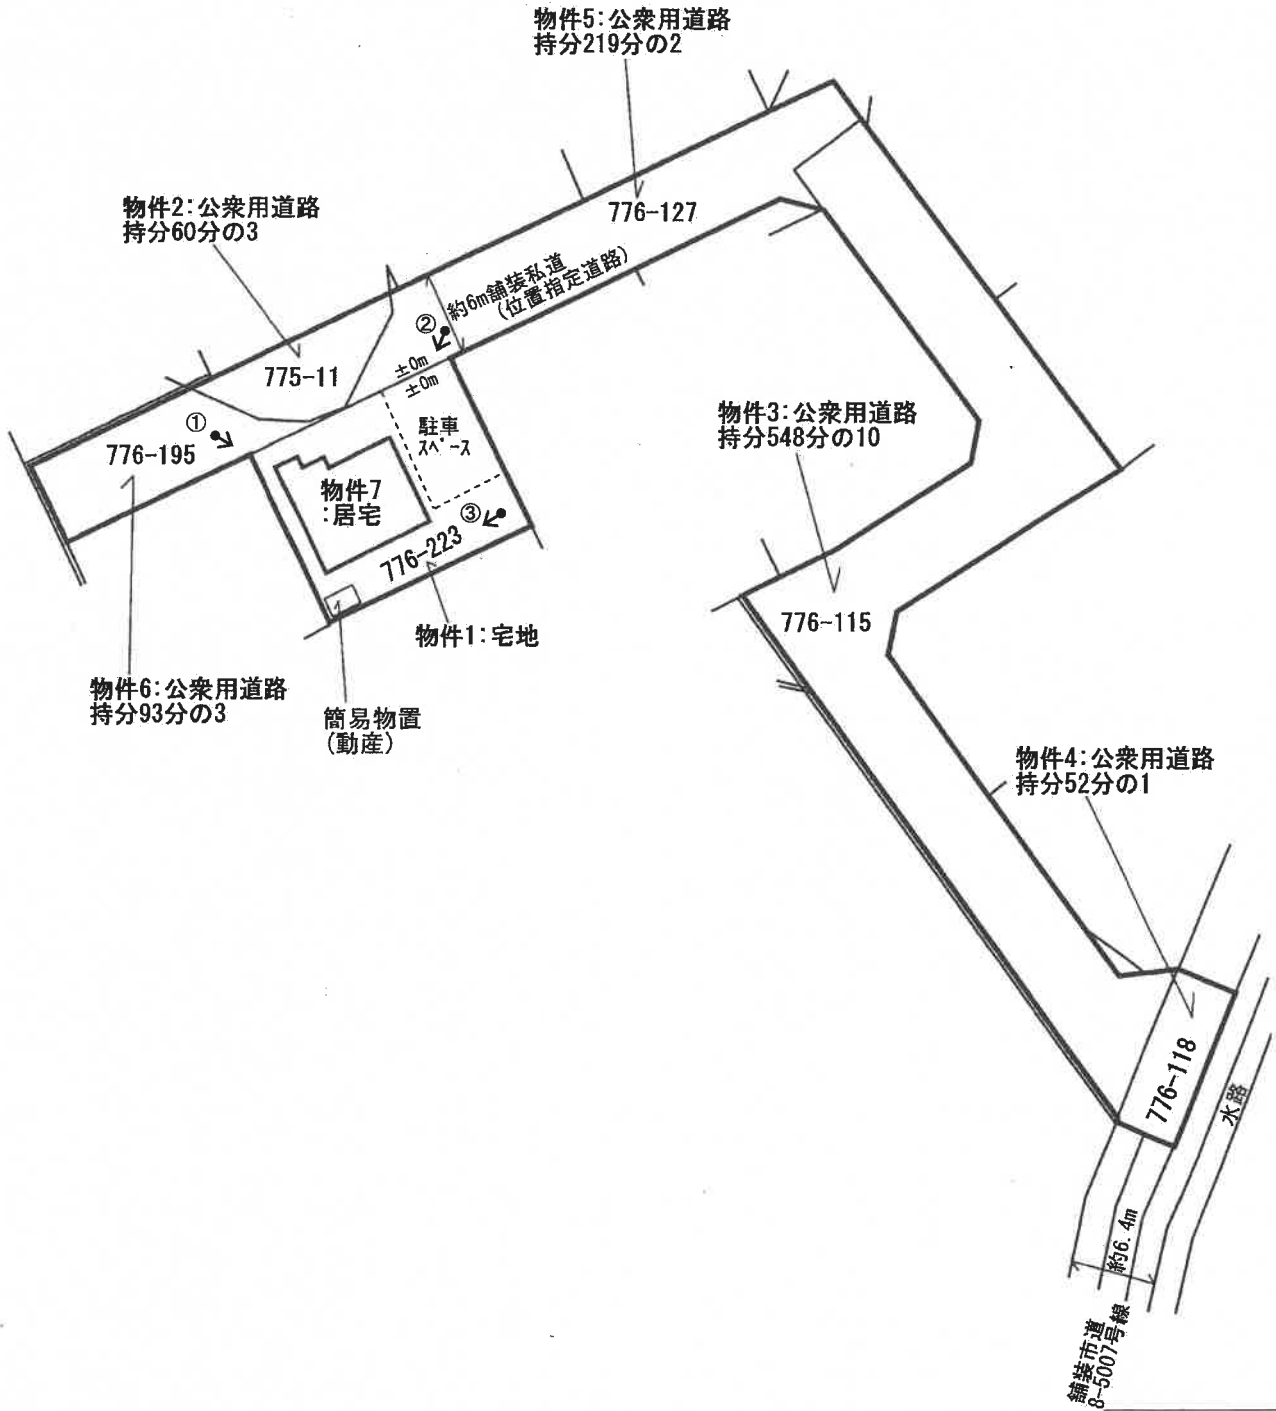 物件5:公衆用道路
持分219分の2
物件2:公衆用道路
持分60分の3
776-127
約6m舗装私道
(位置指定道路)
②
±0m
±0m
775-11
①
776-195
駐車
スペース
物件7
:居宅
③
776-223
物件3:公衆用道路
持分548分の10
776-115
物件1:宅地
物件6:公衆用道路
持分93分の3
簡易物置
(動産)
物件4:公衆用道路
持分52分の1
776-118
水路
約6.4m
舗装市道
8-5007号線